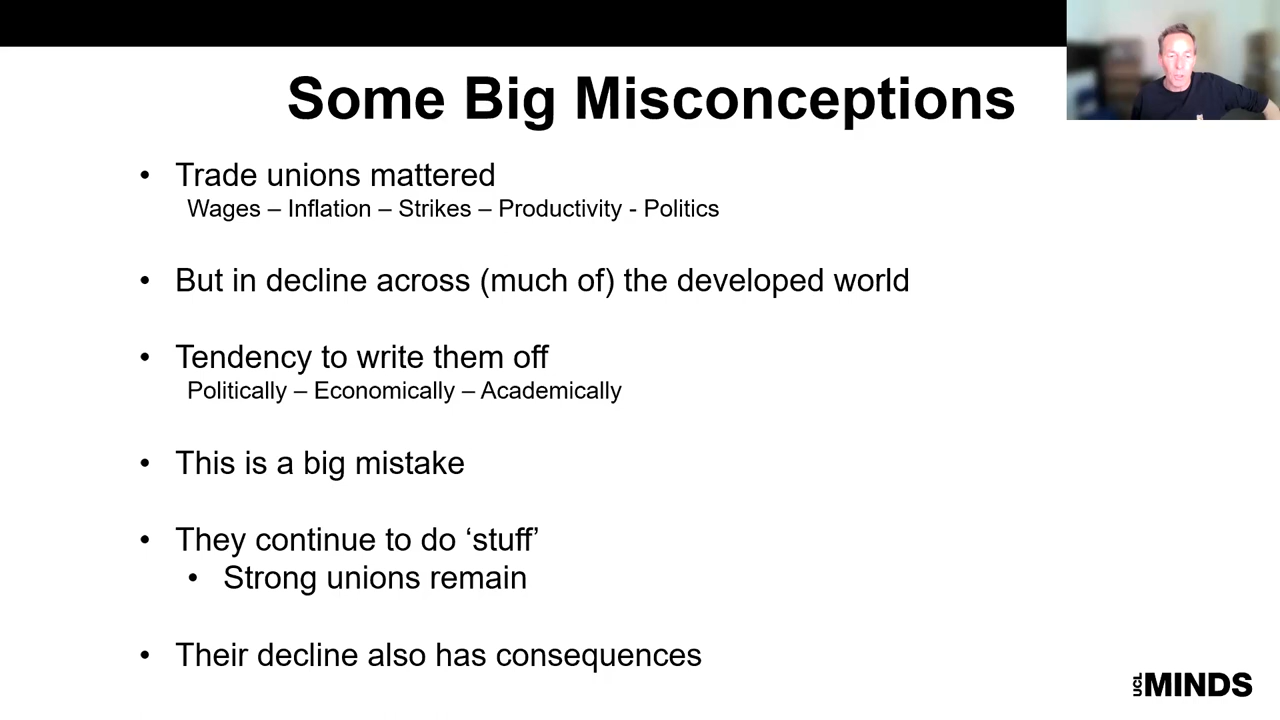 Some Big Misconceptions
• Trade unions mattered
Wages – Inflation – Strikes – Productivity - Politics
• But in decline across (much of) the developed world
• Tendency to write them off
Politically – Economically – Academically
• This is a big mistake
• They continue to do ‘stuff’
• Strong unions remain
• Their decline also has consequences
UCL MINDS